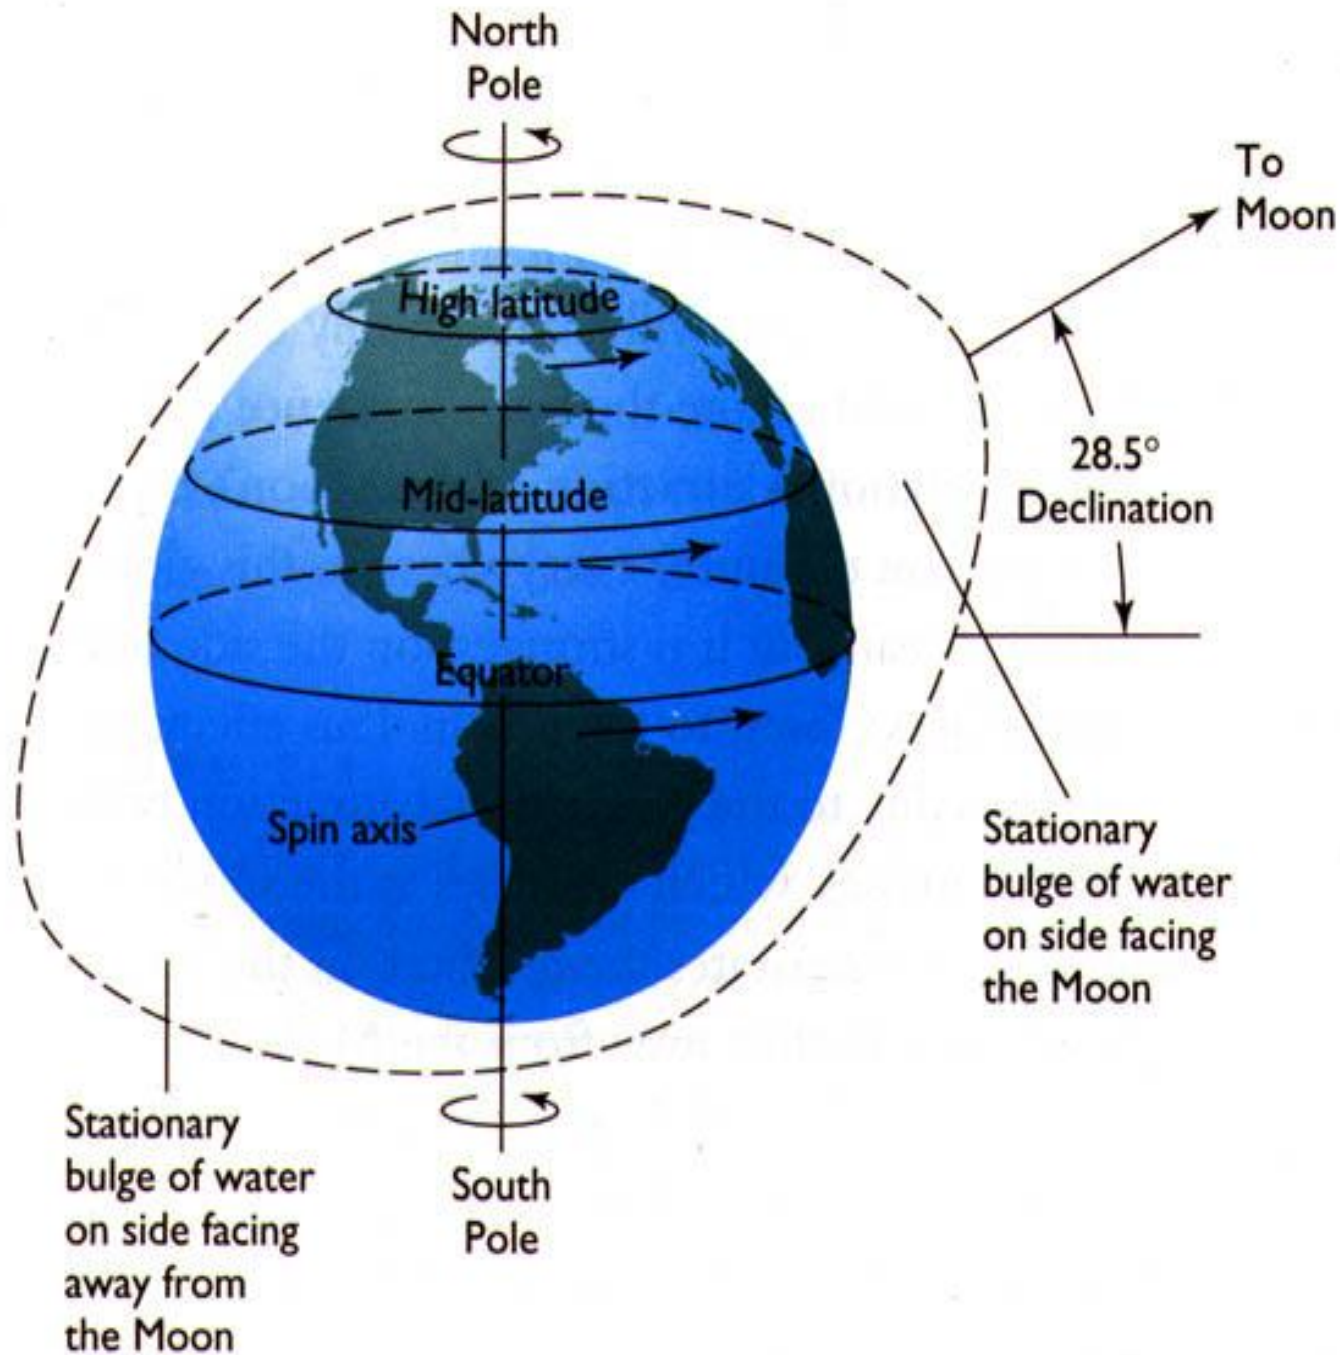 North
Pole
To
Moon
High latitude
28.5°
Declination
Mid-latitude
Equator
Spin axis
Stationary
bulge of water
on side facing
the Moon
Stationary
bulge of water
on side facing
away from
the Moon
South
Pole